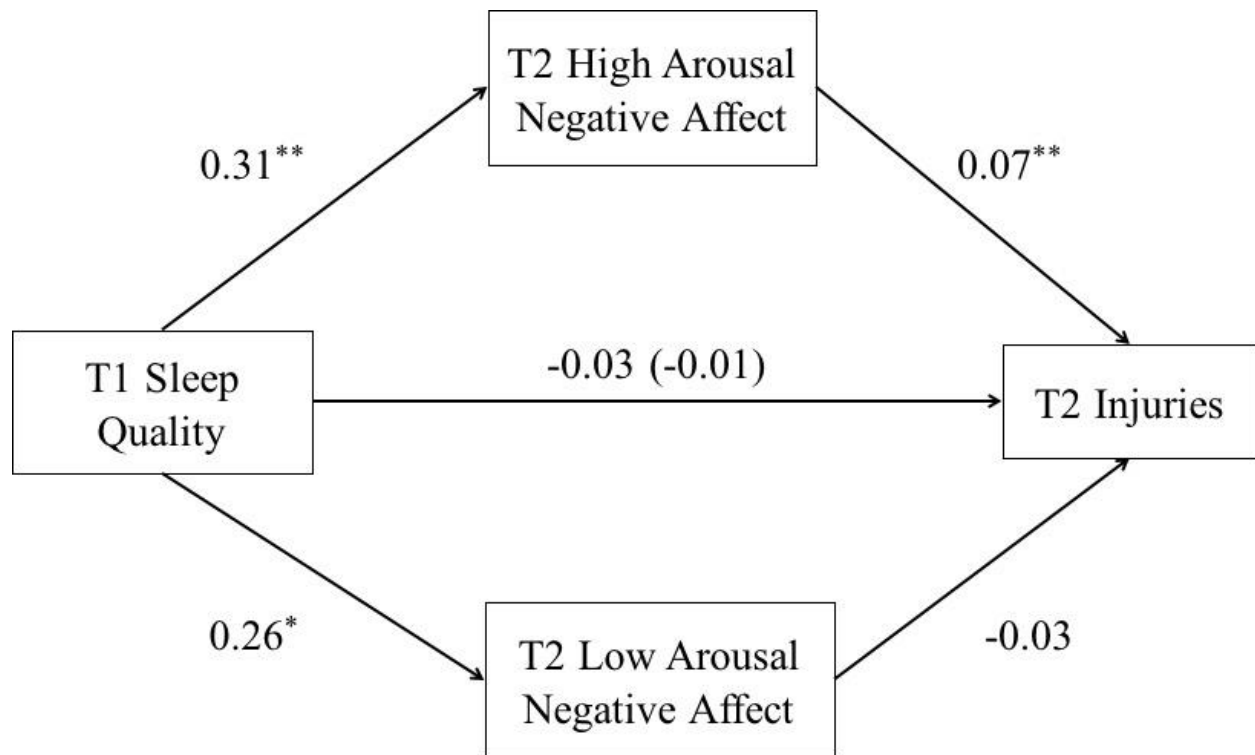 T2 High Arousal
Negative Affect
0.31**
0.07**
T1 Sleep
Quality
-0.03 (-0.01)
T2 Injuries
0.26*
-0.03
T2 Low Arousal
Negative Affect